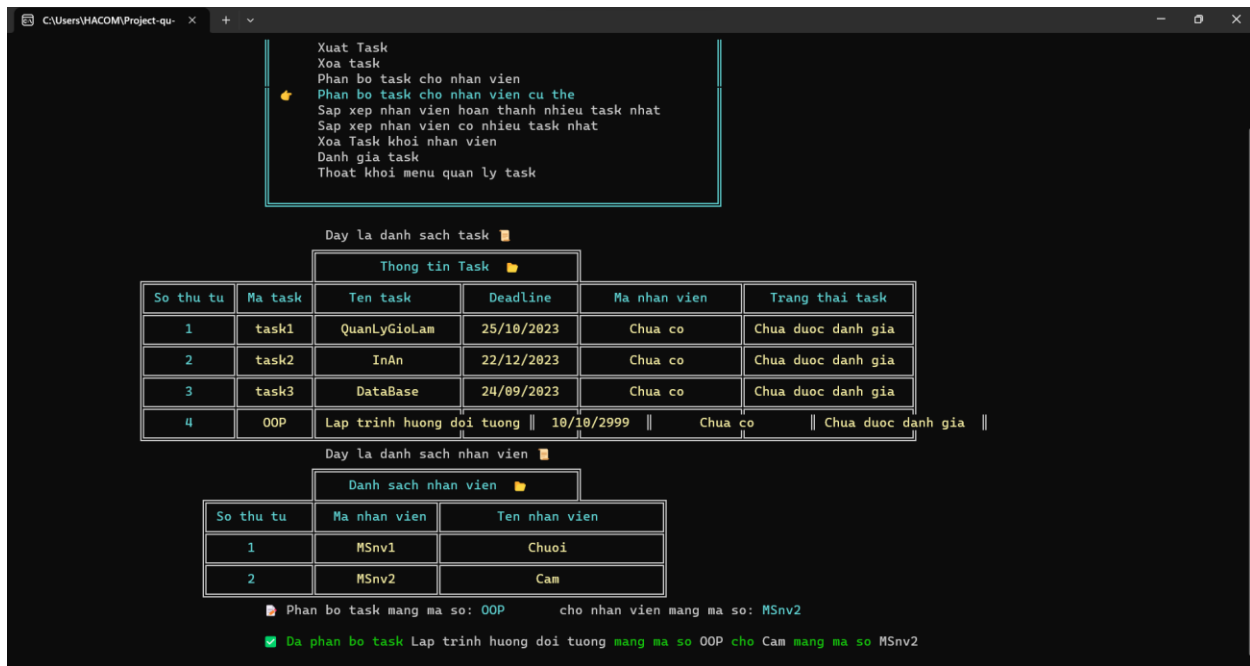 C:\Users\HACOM\Project-qu-
Xuat Task
Xoa task
Phan bo task cho nhan vien
Phan bo task cho nhan vien cu the
Sap xep nhan vien hoan thanh nhieu task nhat
Sap xep nhan vien co nhieu task nhat
Xoa Task khoi nhan vien
Danh gia task
Thoat khoi menu quan ly task
Day la danh sach task
Thong tin Task
So thu tu Ma task Ten task Deadline Ma nhan vien Trang thai task
1 task1 QuanLyGioLam 25/10/2023 Chua co Chua duoc danh gia
2 task2 InAn 22/12/2023 Chua co Chua duoc danh gia
3 task3 DataBase 24/09/2023 Chua co Chua duoc danh gia
4 OOP Lap trinh huong doi tuong 10/10/2999 Chua co Chua duoc danh gia
Day la danh sach nhan vien
Danh sach nhan vien
So thu tu Ma nhan vien Ten nhan vien
1 MSnv1 Chuoi
2 MSnv2 Cam
Phan bo task mang ma so: OOP cho nhan vien mang ma so: MSnv2
Da phan bo task Lap trinh huong doi tuong mang ma so OOP cho Cam mang ma so MSnv2